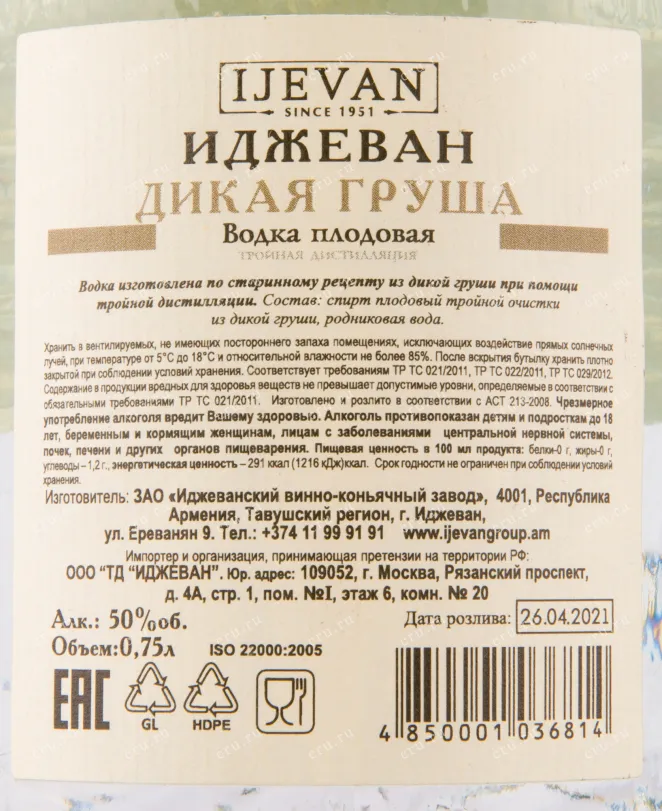 IJEVAN
SINCE 1951
ИДЖЕВАН
ДИКАЯ ГРУША
Водка плодовая
ТРОЙНАЯ ДИСТИЛЛЯЦИЯ
Водка изготовлена по старинному рецепту из дикой груши при помощи
тройной дистилляции. Состав: спирт плодовый тройной очистки
из дикой груши, родниковая вода.
Хранить в вентилируемых, не имеющих постороннего запаха помещениях, исключающих воздействие прямых солнечных
лучей, при температуре от 5°С до 18°С и относительной влажности не более 85%. После вскрытия бутылку хранить плотно
закрытой при соблюдении условий хранения. Соответствует требованиям ТР ТС 021/2011, ТР ТС 022/2011, ТР ТС 029/2012.
Содержание в продукции вредных для здоровья веществ не превышает допустимые уровни, определяемые в соответствии с
обязательными требованиями ТР ТС 021/2011. Изготовлено и розлито в соответствии с АСТ 213-2008. Чрезмерное
употребление алкоголя вредит Вашему здоровью. Алкоголь противопоказан детям и подросткам до 18
лет, беременным и кормящим женщинам, лицам с заболеваниями центральной нервной системы,
почек, печени и других органов пищеварения. Пищевая ценность в 100 мл продукта: белки-0 г, жиры-0 г,
углеводы – 1,2 г., энергетическая ценность – 291 ккал (1216 кДж)ккал. Срок годности не ограничен при соблюдении условий
хранения.
Изготовитель: ЗАО «Иджеванский винно-коньячный завод», 4001, Республика
Армения, Тавушский регион, г. Иджеван,
ул. Ереванян 9. Тел.: +374 11 99 91 91 www.ijevangroup.am
Импортер и организация, принимающая претензии на территории РФ:
ООО "ТД "ИДЖЕВАН". Юр. адрес: 109052, г. Москва, Рязанский проспект,
д. 4А, стр. 1, пом. №I, этаж 6, комн. № 20
Алк.: 50%об.
Дата розлива: 26.04.2021
Объем:0,75л ISO 22000:2005
EAC
GL
HDPE
4 850001 036814